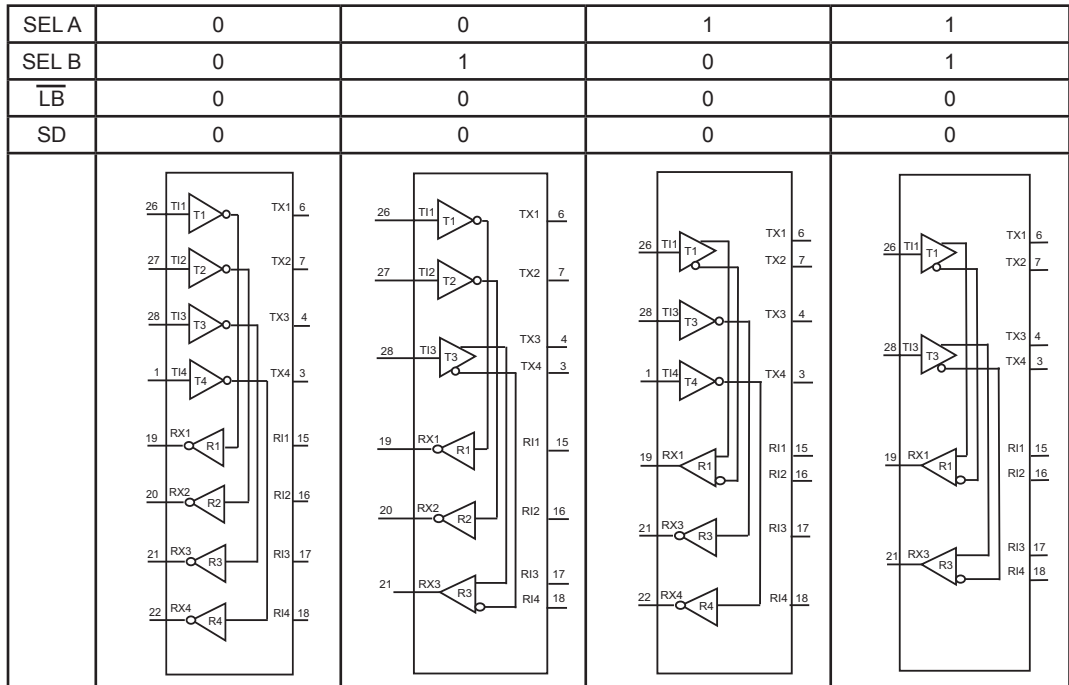 SEL A 0 0 1 1
SEL B 0 1 0 1
LB 0 0 0 0
SD 0 0 0 0
26 TI1 T1 TX1 6
27 TI2 T2 TX2 7
28 TI3 T3 TX3 4
1 TI4 T4 TX4 3
19 RX1 R1 RI1 15
20 RX2 R2 RI2 16
21 RX3 R3 RI3 17
22 RX4 R4 RI4 18
26 TI1 T1 TX1 6
27 TI2 T2 TX2 7
TX3 4
28 TI3 T3 TX4 3
19 RX1 R1 RI1 15
20 RX2 R2 RI2 16
RI3 17
21 RX3 R3 RI4 18
TX1 6
26 TI1 T1 TX2 7
28 TI3 T3 TX3 4
1 TI4 T4 TX4 3
RI1 15
19 RX1 R1 RI2 16
21 RX3 R3 RI3 17
22 RX4 R4 RI4 18
TX1 6
26 TI1 T1 TX2 7
TX3 4
28 TI3 T3 TX4 3
RI1 15
19 RX1 R1 RI2 16
RI3 17
21 RX3 R3 RI4 18